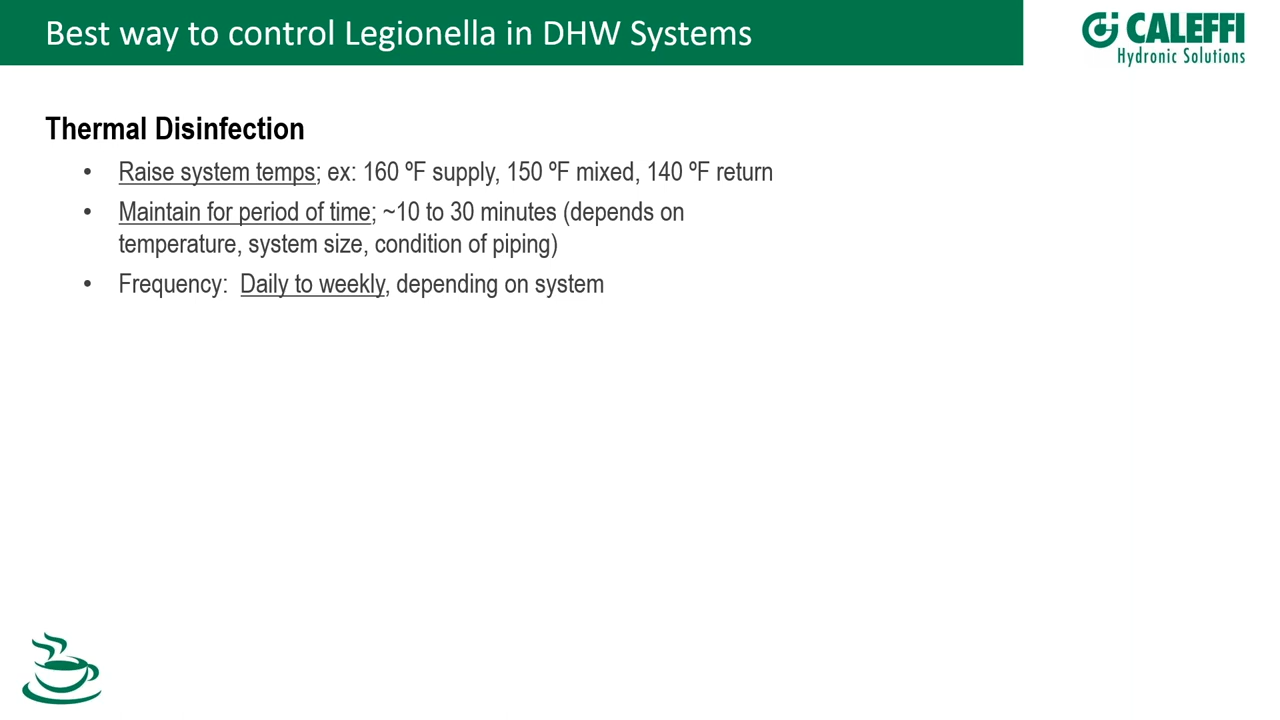 Best way to control Legionella in DHW Systems
CALEFFI
Hydronic Solutions
Thermal Disinfection
• Raise system temps; ex: 160 ºF supply, 150 ºF mixed, 140 ºF return
• Maintain for period of time; ~10 to 30 minutes (depends on
temperature, system size, condition of piping)
• Frequency:  Daily to weekly, depending on system